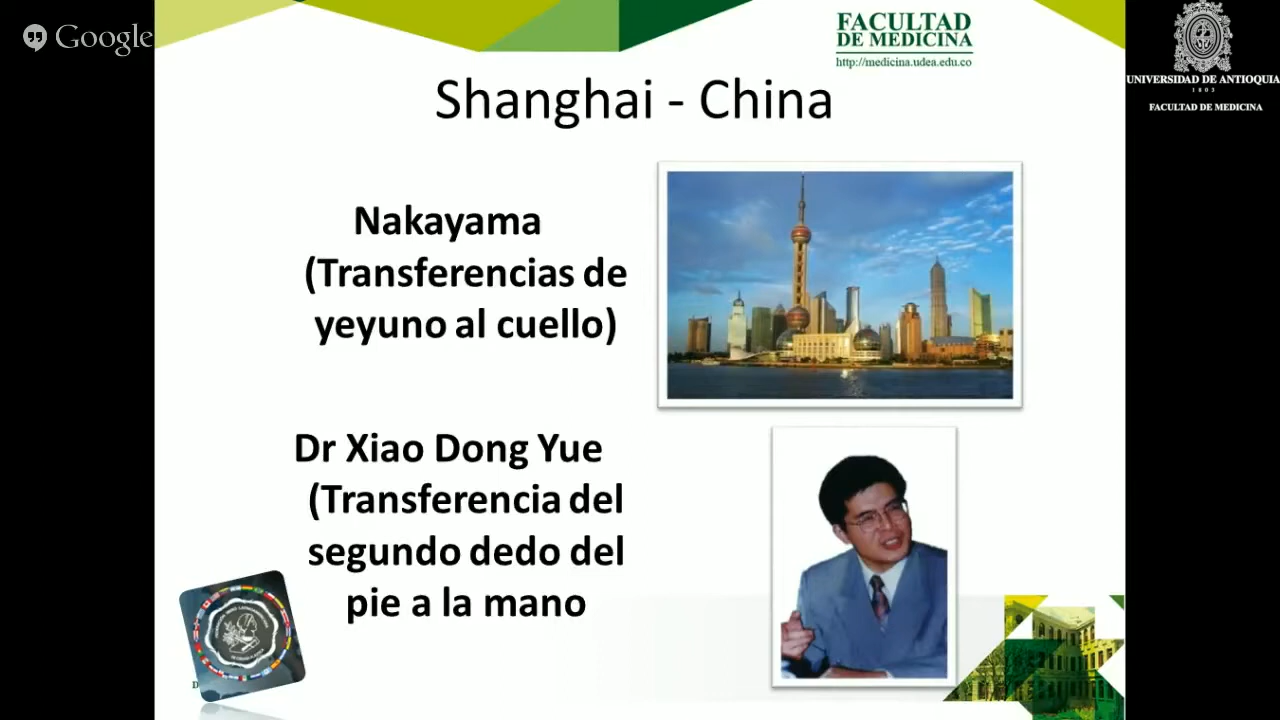 Google
FACULTAD
DE MEDICINA
http://medicina.udea.edu.co
UNIVERSIDAD DE ANTIOQUIA
1803
FACULTAD DE MEDICINA
Shanghai - China
Nakayama
(Transferencias de
yeyuno al cuello)
Dr Xiao Dong Yue
(Transferencia del
segundo dedo del
pie a la mano